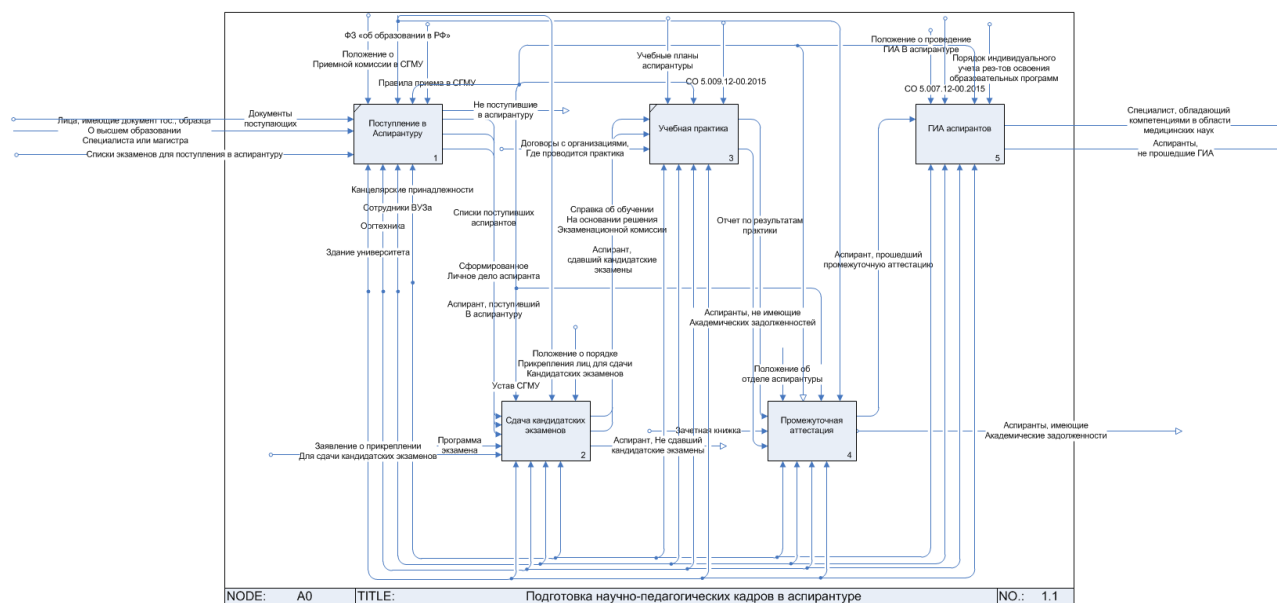 ФЗ «об образовании в РФ»
Положение о
Приемной комиссии в СГМУ
Правила приема в СГМУ
Учебные планы
аспирантуры
СО 5.009.12-00.2015
Положение о проведение
ГИА В аспирантуре
Порядок индивидуального
учета рез-тов освоения
образовательных программ
СО 5.007.12-00.2015
Лица, имеющие документ гос., образца
О высшем образовании
Специалиста или магистра
Документы
поступающих
Списки экзаменов для поступления в аспирантуру
Поступление в
Аспирантуру
1
Не поступившие
в аспирантуру
Договоры с организациями,
Где проводится практика
Учебная практика
3
ГИА аспирантов
5
Специалист, обладающий
компетенциями в области
медицинских наук
Аспиранты,
не прошедшие ГИА
Канцелярские принадлежности
Сотрудники ВУЗа
Оргтехника
Здание университета
Списки поступивших
аспирантов
Справка об обучении
На основании решения
Экзаменационной комиссии
Отчет по результатам
практики
Аспирант,
сдавший кандидатские
экзамены
Аспирант, прошедший
промежуточную аттестацию
Сформированное
Личное дело аспиранта
Аспирант, поступивший
В аспирантуру
Аспиранты, не имеющие
Академических задолженностей
Положение о порядке
Прикрепления лиц для сдачи
Кандидатских экзаменов
Положение об
отделе аспирантуры
Устав СГМУ
Сдача кандидатских
экзаменов
2
Зачетная книжка
Промежуточная
аттестация
4
Аспиранты, имеющие
Академические задолженности
Заявление о прикреплении
Для сдачи кандидатских экзаменов
Программа
экзамена
Аспирант, Не сдавший
кандидатские экзамены
NODE: A0 TITLE: Подготовка научно-педагогических кадров в аспирантуре NO.: 1.1